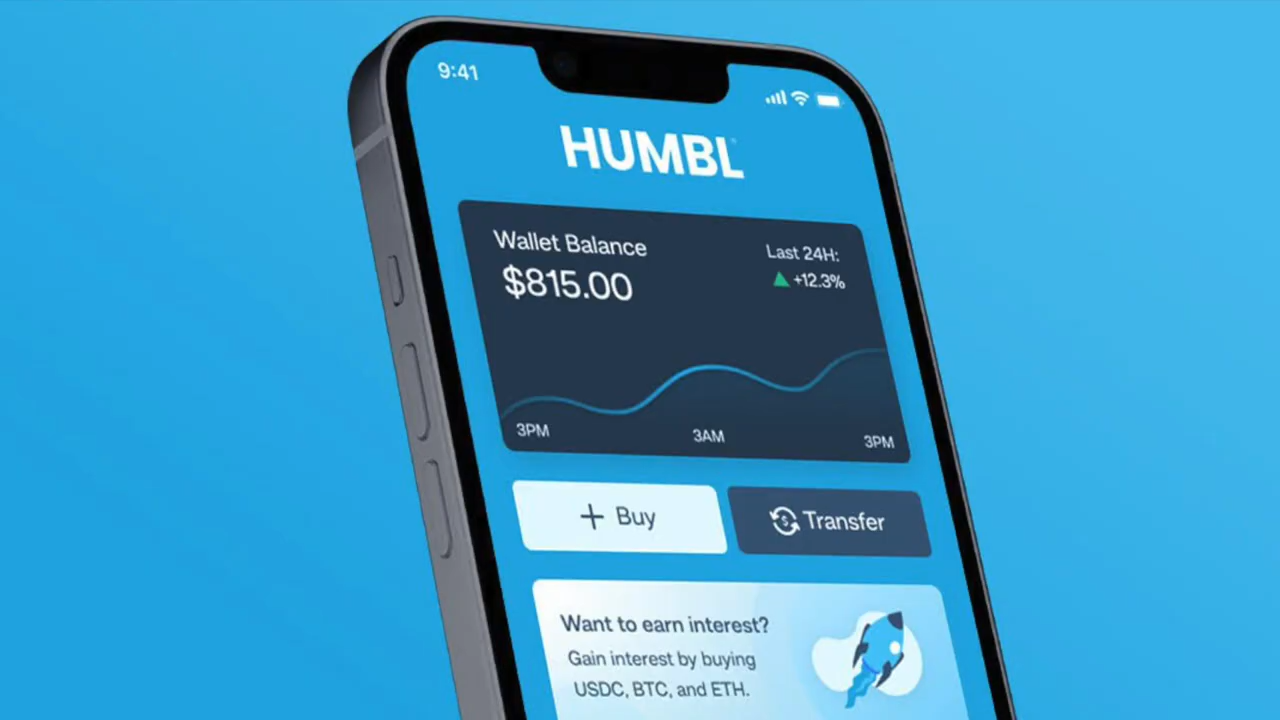 9:41
HUMBL
Wallet Balance
Last 24H:
$815.00
+12.3%
3PM
3AM
3PM
+ Buy
Transfer
Want to earn interest?
Gain interest by buying
USDC, BTC, and ETH.